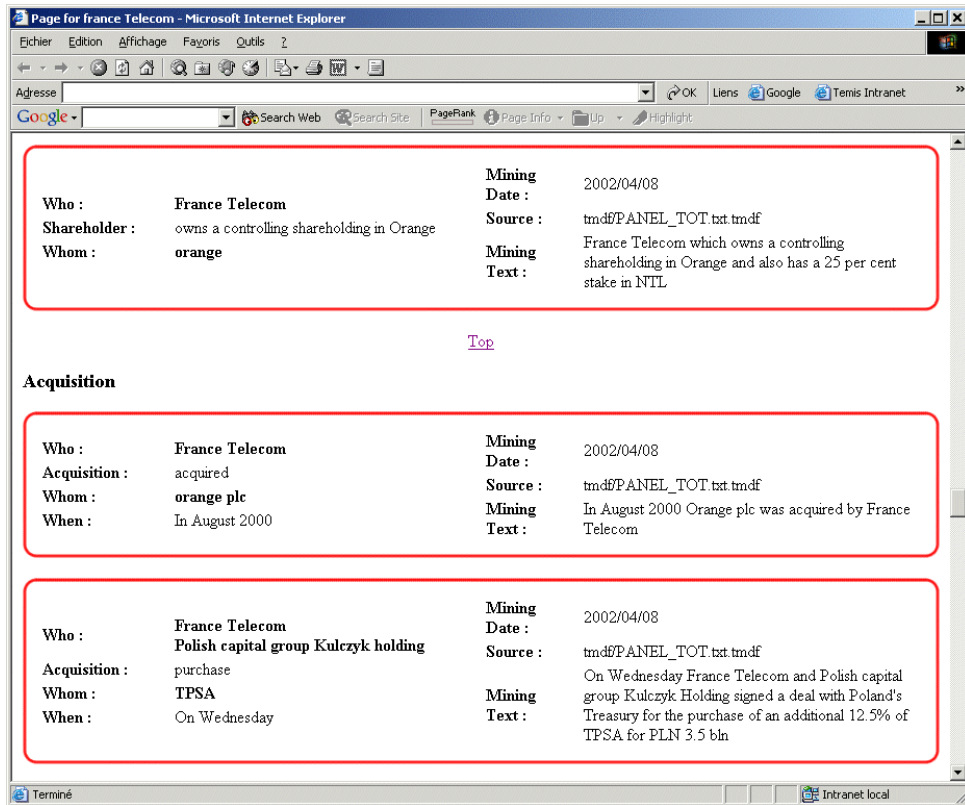 Page for france Telecom - Microsoft Internet Explorer
Fichier Edition Affichage Favoris Outils ?
Adresse OK Liens Google Temis Intranet »
Google Search Web Search Site PageRank Page Info Up Highlight
Who : France Telecom
Shareholder : owns a controlling shareholding in Orange
Whom : orange
Mining
Date : 2002/04/08
Source : tmdf/PANEL_TOT.txt.tmdf
Mining
Text :
France Telecom which owns a controlling
shareholding in Orange and also has a 25 per cent
stake in NTL
Top
Acquisition
Who : France Telecom
Acquisition : acquired
Whom : orange plc
When : In August 2000
Mining
Date : 2002/04/08
Source : tmdf/PANEL_TOT.txt.tmdf
Mining
Text :
In August 2000 Orange plc was acquired by France
Telecom
Who :
France Telecom
Polish capital group Kulczyk holding
Acquisition : purchase
Whom : TPSA
When : On Wednesday
Mining
Date : 2002/04/08
Source : tmdf/PANEL_TOT.txt.tmdf
Mining
Text :
On Wednesday France Telecom and Polish capital
group Kulczyk Holding signed a deal with Poland's
Treasury for the purchase of an additional 12.5% of
TPSA for PLN 3.5 bln
Terminé Intranet local